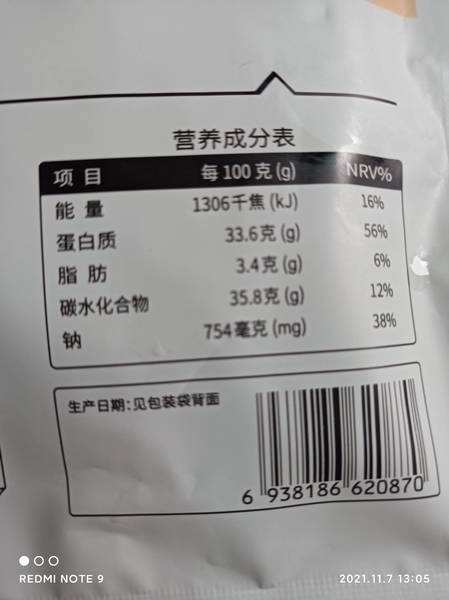 营养成分表
项 目 每100克(g) NRV%
能 量 1306千焦(kJ) 16%
蛋白质 33.6克(g) 56%
脂 肪 3.4克(g) 6%
碳水化合物 35.8克(g) 12%
钠 754毫克(mg) 38%
生产日期:见包装袋背面
6 938186 620870
REDMI NOTE 9
2021.11.7 13:05